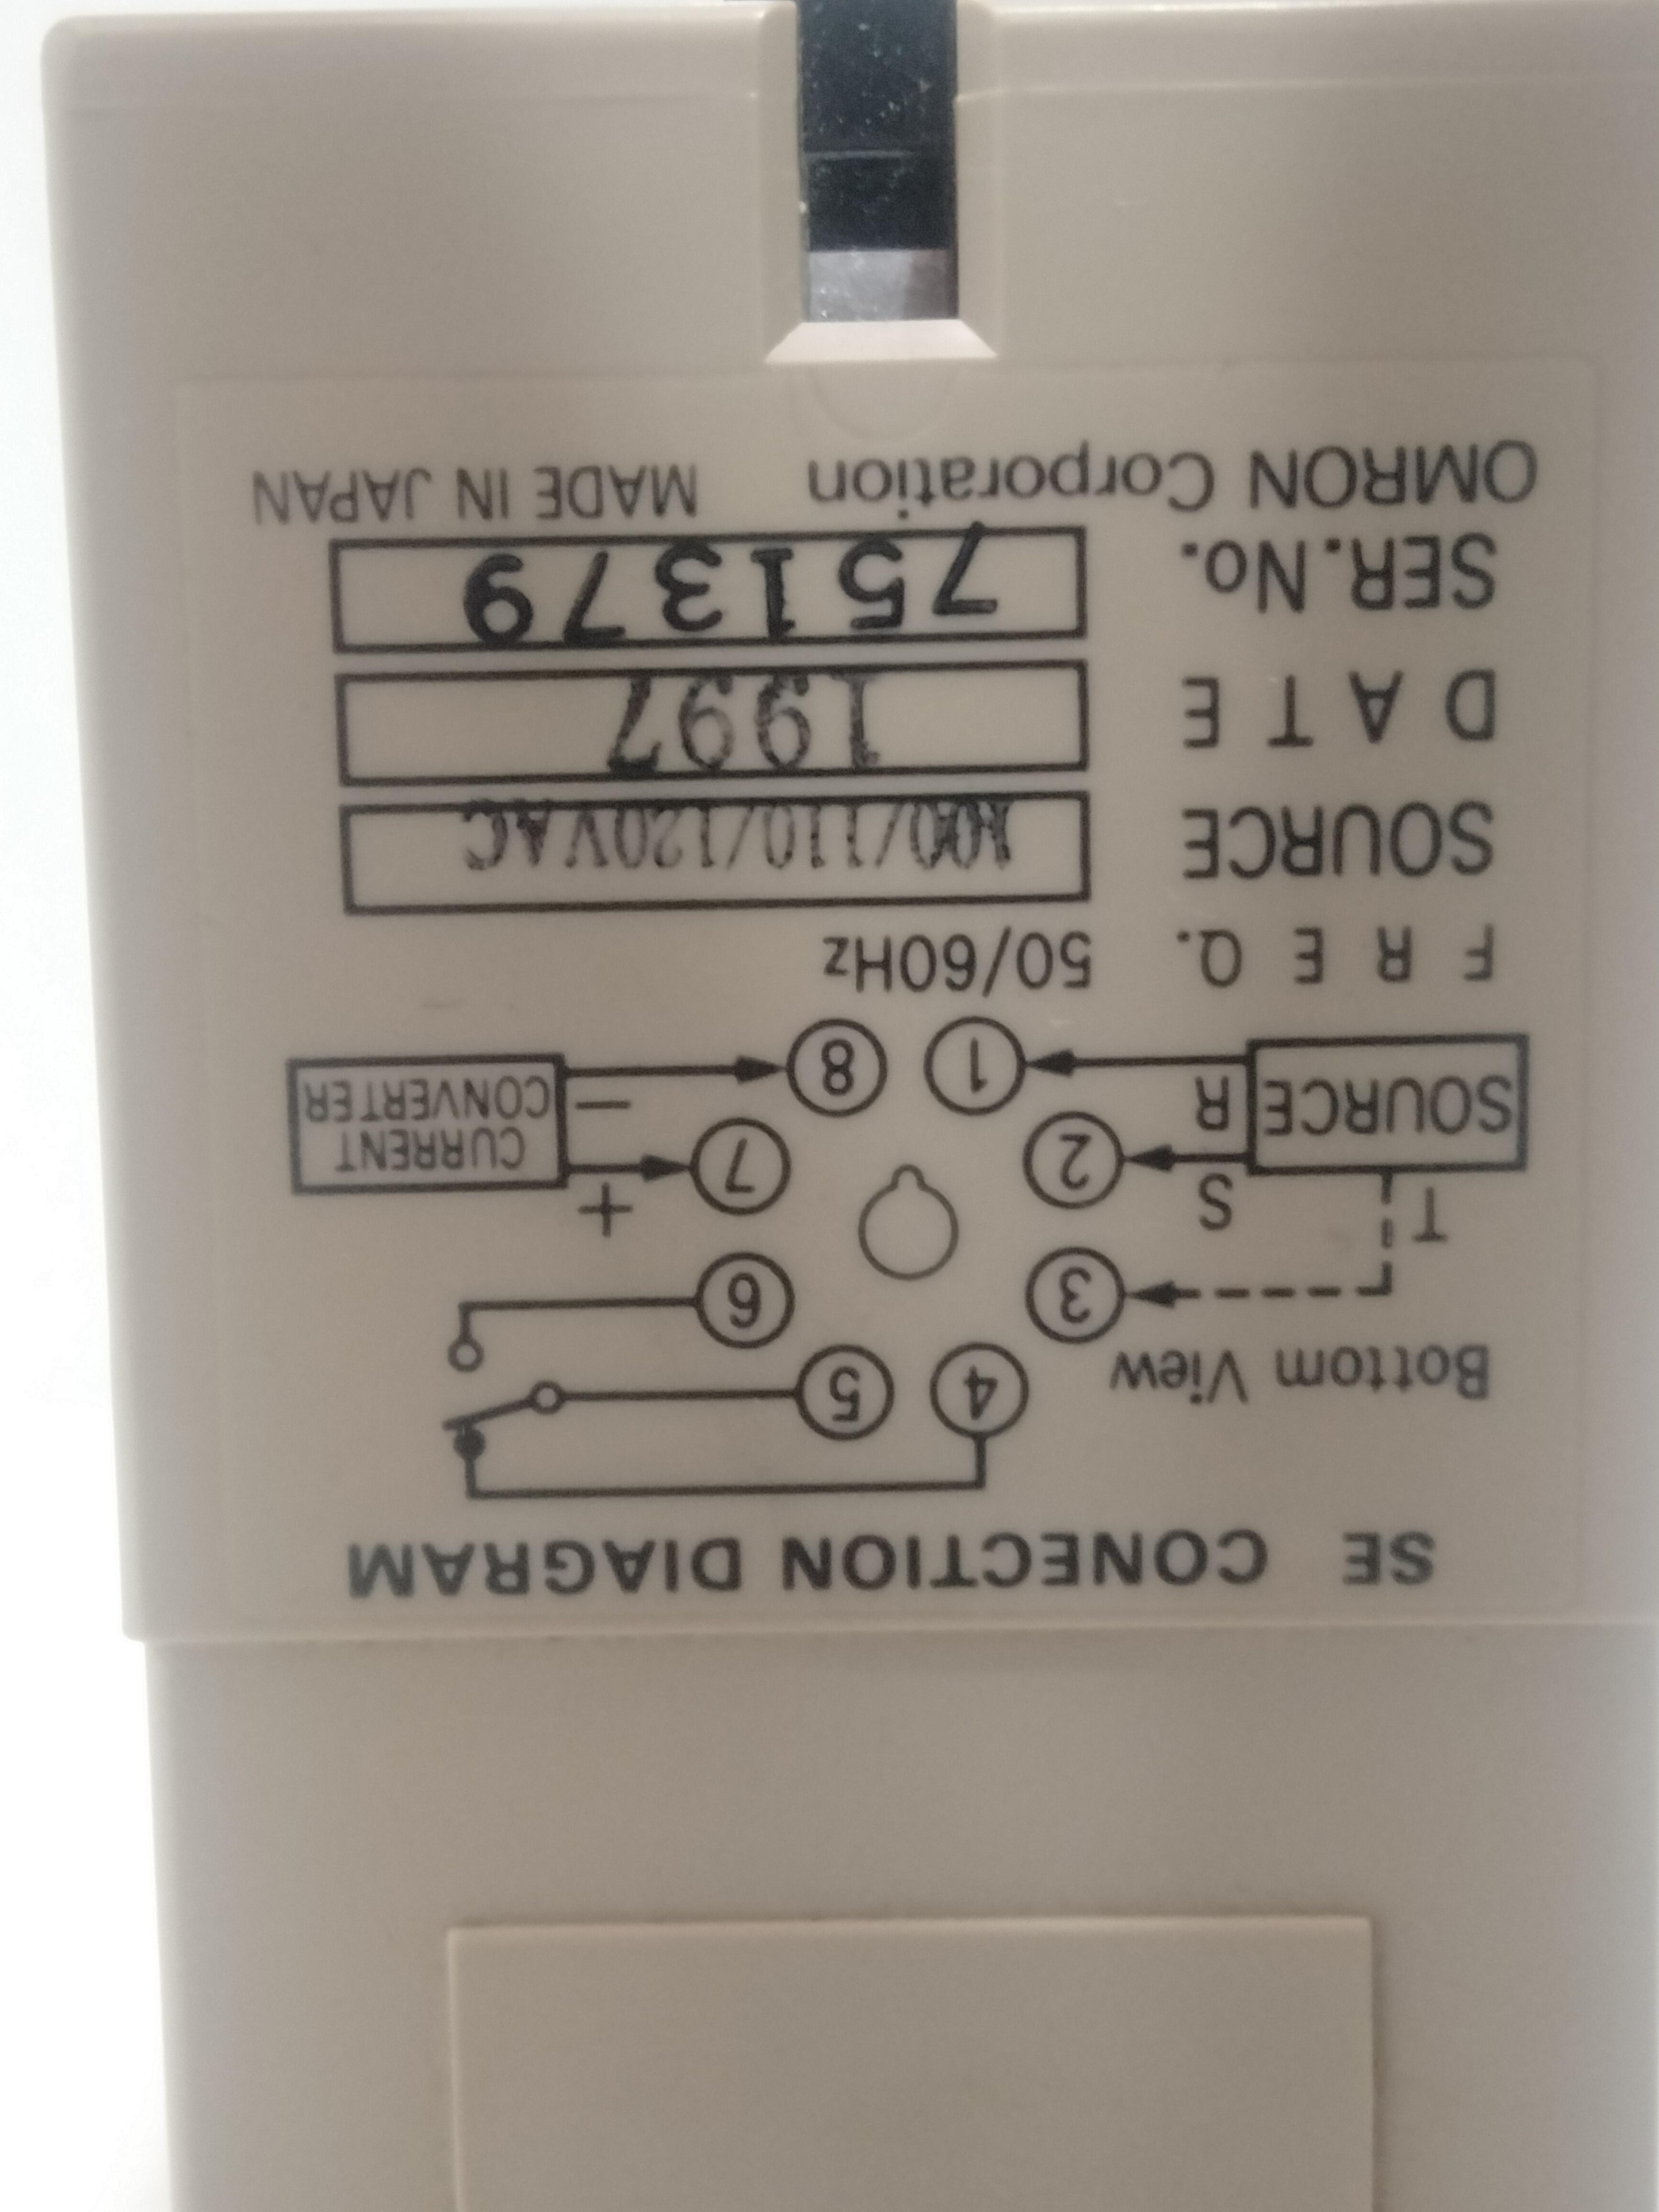 SE CONECTION DIAGRAM
4 5
Bottom View
3 6
T S + 
2 7
SOURCE R - CURRENT CONVERTER
1 8
F R E Q. 50/60Hz
SOURCE 100/110/120VAC
D A T E 1997
SER.No. 751379
OMRON Corporation MADE IN JAPAN